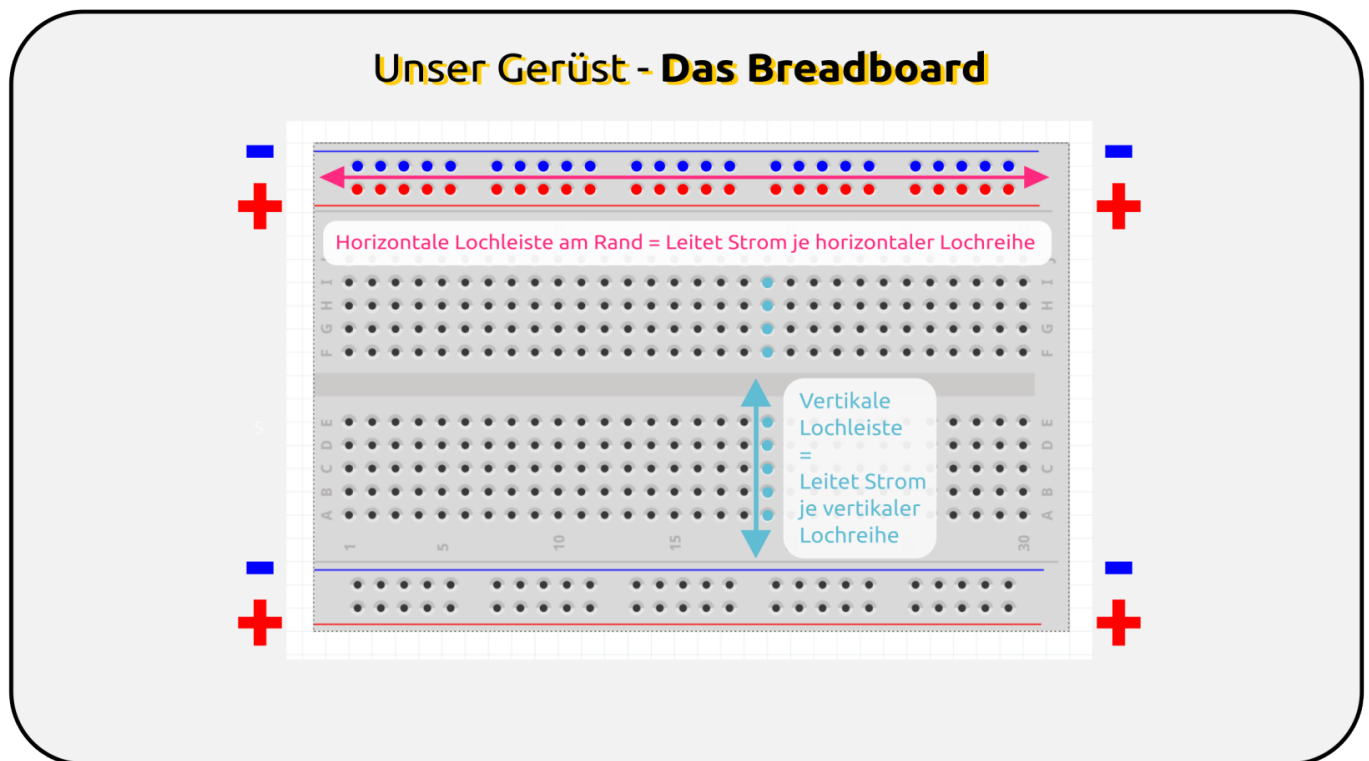 Unser Gerüst - Das Breadboard
- -
+ +
Horizontale Lochleiste am Rand = Leitet Strom je horizontaler Lochreihe
J
I I
H H
G G
F F
Vertikale
Lochleiste
=
Leitet Strom
je vertikaler
Lochreihe
5
E E
D D
C C
B B
A A
1 5 10 15 30
- -
+ +